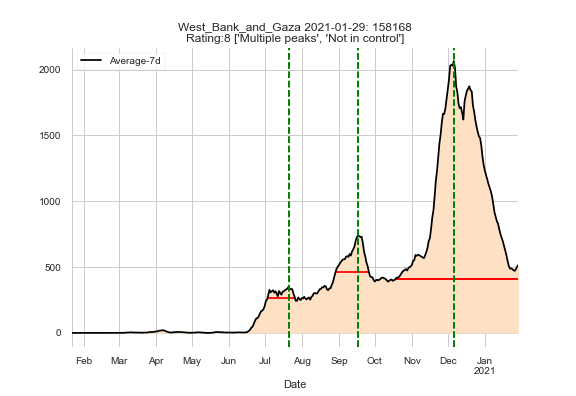 West_Bank_and_Gaza 2021-01-29: 158168
Rating:8 ['Multiple peaks', 'Not in control']
Average-7d
2000
1500
1000
500
0
Feb Mar Apr May Jun Jul Aug Sep Oct Nov Dec Jan
2021
Date